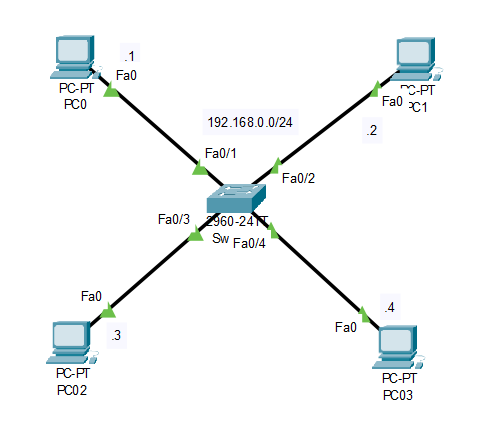 .1
Fa0
PC-PT
PC0
PC-PT
PC1
Fa0
.2
192.168.0.0/24
Fa0/1
Fa0/2
Fa0/3
2960-24TT
Sw
Fa0/4
Fa0
.3
PC-PT
PC02
.4
Fa0
PC-PT
PC03